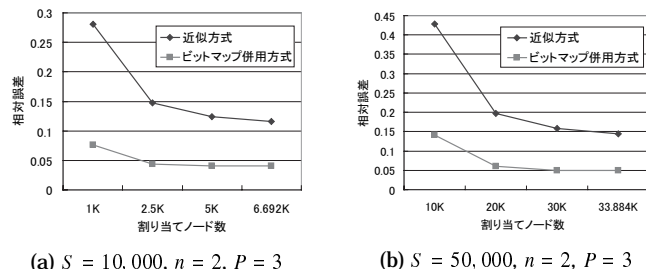 0.3
0.25
0.2
0.15
0.1
0.05
0
相対誤差
近似方式
ビットマップ併用方式
1K 2.5K 5K 6.692K
割り当てノード数
(a) S = 10,000, n = 2, P = 3
0.45
0.4
0.35
0.3
0.25
0.2
0.15
0.1
0.05
0
相対誤差
近似方式
ビットマップ併用方式
10K 20K 30K 33.884K
割り当てノード数
(b) S = 50,000, n = 2, P = 3